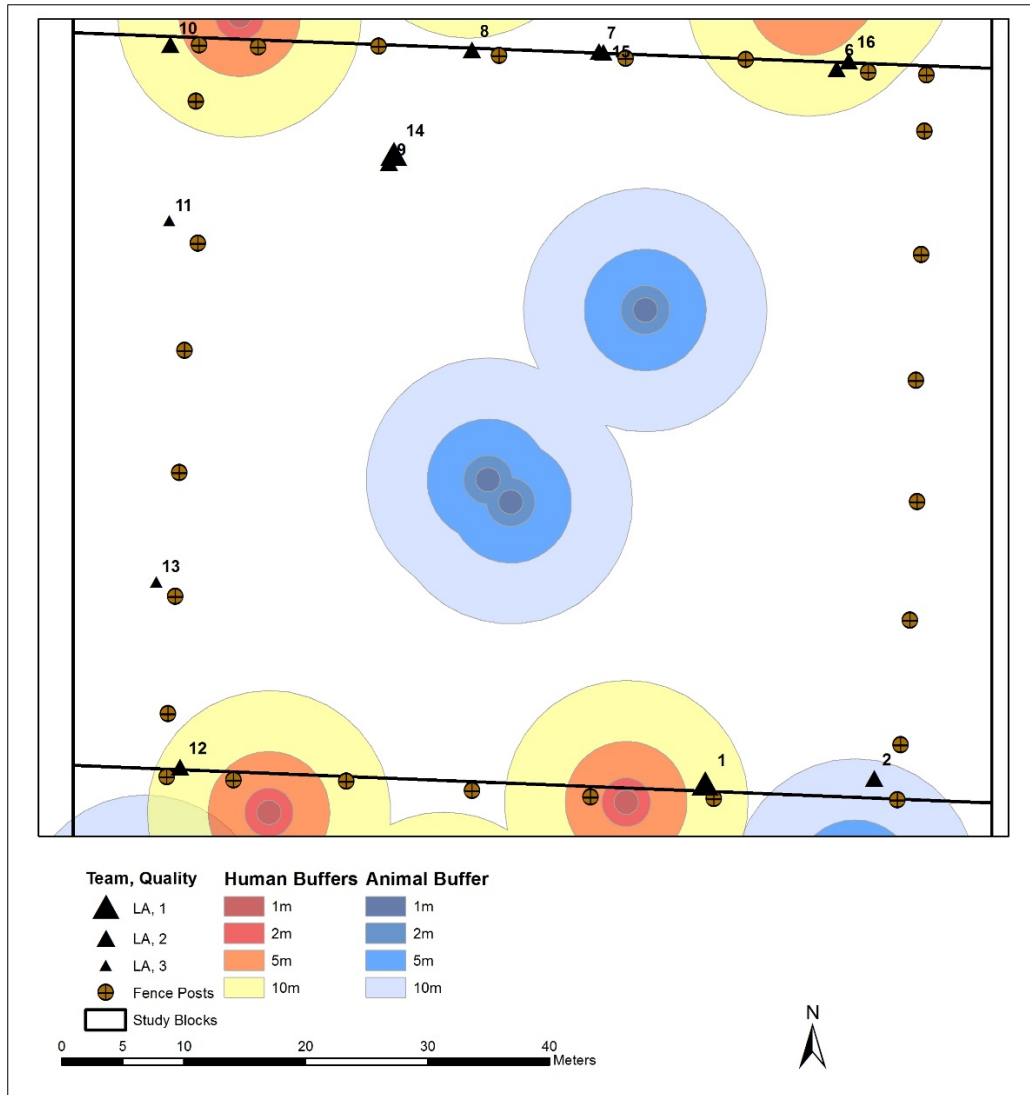 10
8
7
15
6
16
14
9
11
13
12
1
2
Team, Quality Human Buffers Animal Buffer
LA, 1 1m 1m
LA, 2 2m 2m
LA, 3 5m 5m
Fence Posts 10m 10m
Study Blocks
N
0 5 10 20 30 40
Meters